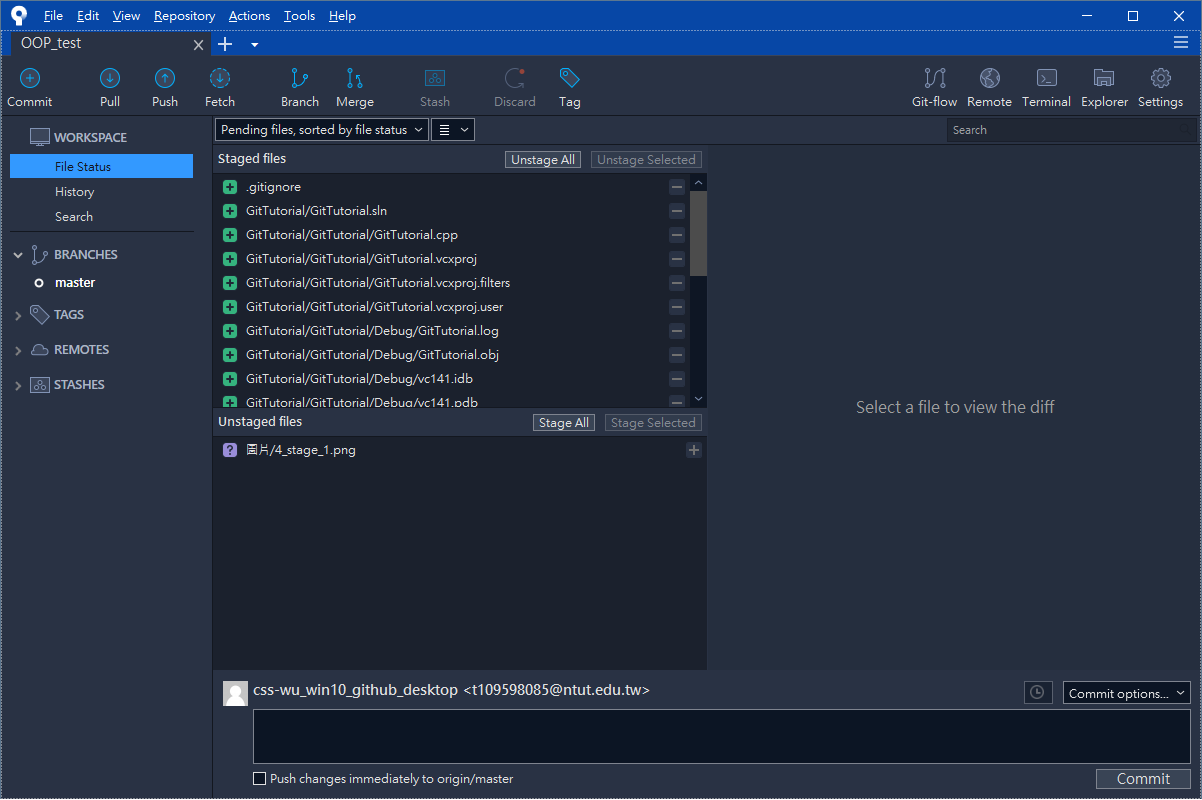 File Edit View Repository Actions Tools Help
OOP_test
Commit Pull Push Fetch Branch Merge Stash Discard Tag Git-flow Remote Terminal Explorer Settings
WORKSPACE
File Status
History
Search
BRANCHES
master
TAGS
REMOTES
STASHES
Pending files, sorted by file status
Search
Staged files Unstage All Unstage Selected
.gitignore
GitTutorial/GitTutorial.sln
GitTutorial/GitTutorial/GitTutorial.cpp
GitTutorial/GitTutorial/GitTutorial.vcxproj
GitTutorial/GitTutorial/GitTutorial.vcxproj.filters
GitTutorial/GitTutorial/GitTutorial.vcxproj.user
GitTutorial/GitTutorial/Debug/GitTutorial.log
GitTutorial/GitTutorial/Debug/GitTutorial.obj
GitTutorial/GitTutorial/Debug/vc141.idb
GitTutorial/GitTutorial/Debug/vc141.pdb
Unstaged files Stage All Stage Selected
圖片/4_stage_1.png
Select a file to view the diff
css-wu_win10_github_desktop <t109598085@ntut.edu.tw>
Commit options...
Push changes immediately to origin/master
Commit